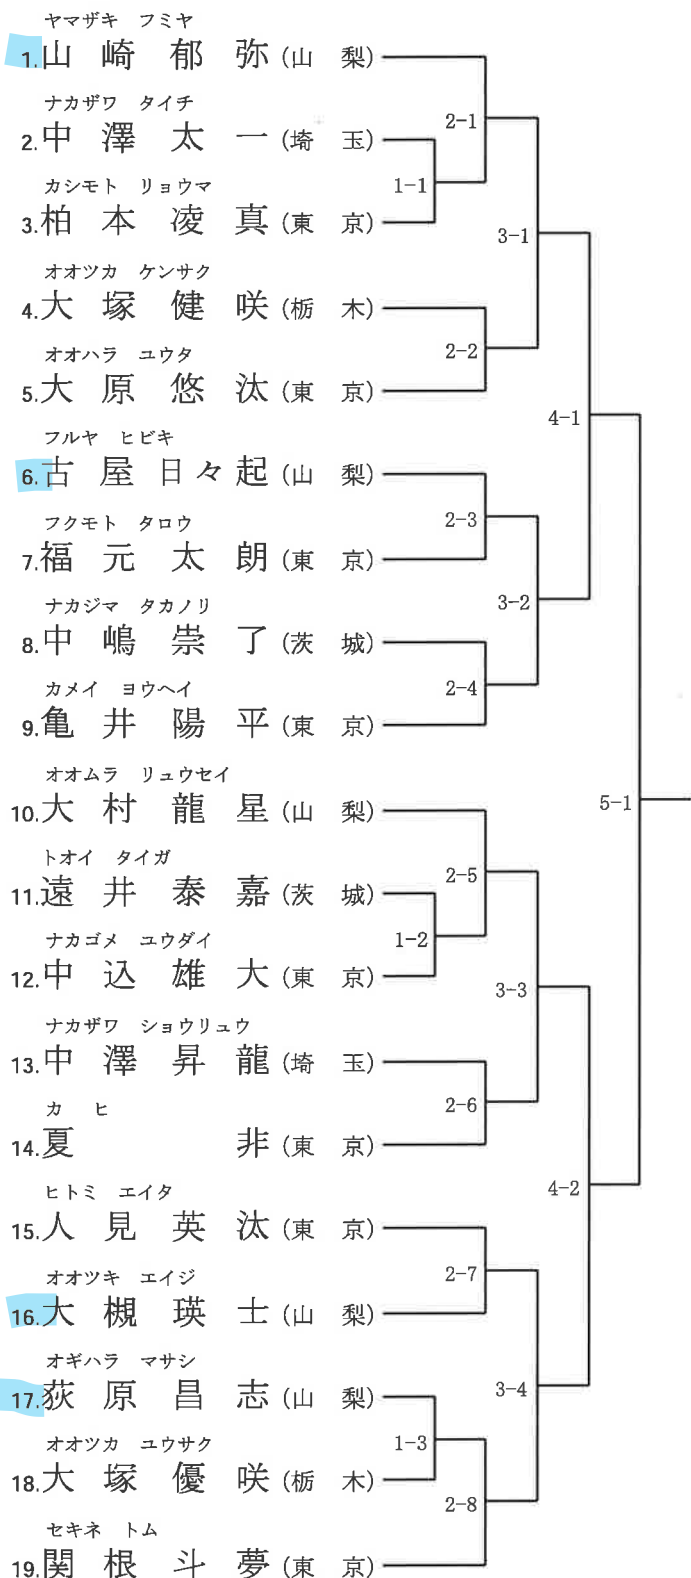 ヤマザキ フミヤ
1.山崎郁弥(山梨)
ナカザワ タイチ
2.中澤太一(埼玉)
カシモト リョウマ
3.柏本凌真(東京)
オオツカ ケンサク
4.大塚健咲(栃木)
オオハラ ユウタ
5.大原悠汰(東京)
フルヤ ヒビキ
6.古屋日々起(山梨)
フクモト タロウ
7.福元太朗(東京)
ナカジマ タカノリ
8.中嶋崇了(茨城)
カメイ ヨウヘイ
9.亀井陽平(東京)
オオムラ リュウセイ
10.大村龍星(山梨)
トオイ タイガ
11.遠井泰嘉(茨城)
ナカゴメ ユウダイ
12.中込雄大(東京)
ナカザワ ショウリュウ
13.中澤昇龍(埼玉)
カ ヒ
14.夏非(東京)
ヒトミ エイタ
15.人見英汰(東京)
オオツキ エイジ
16.大槻瑛士(山梨)
オギハラ マサシ
17.荻原昌志(山梨)
オオツカ ユウサク
18.大塚優咲(栃木)
セキネ トム
19.関根斗夢(東京)
1-1
1-2
1-3
2-1
2-2
2-3
2-4
2-5
2-6
2-7
2-8
3-1
3-2
3-3
3-4
4-1
4-2
5-1